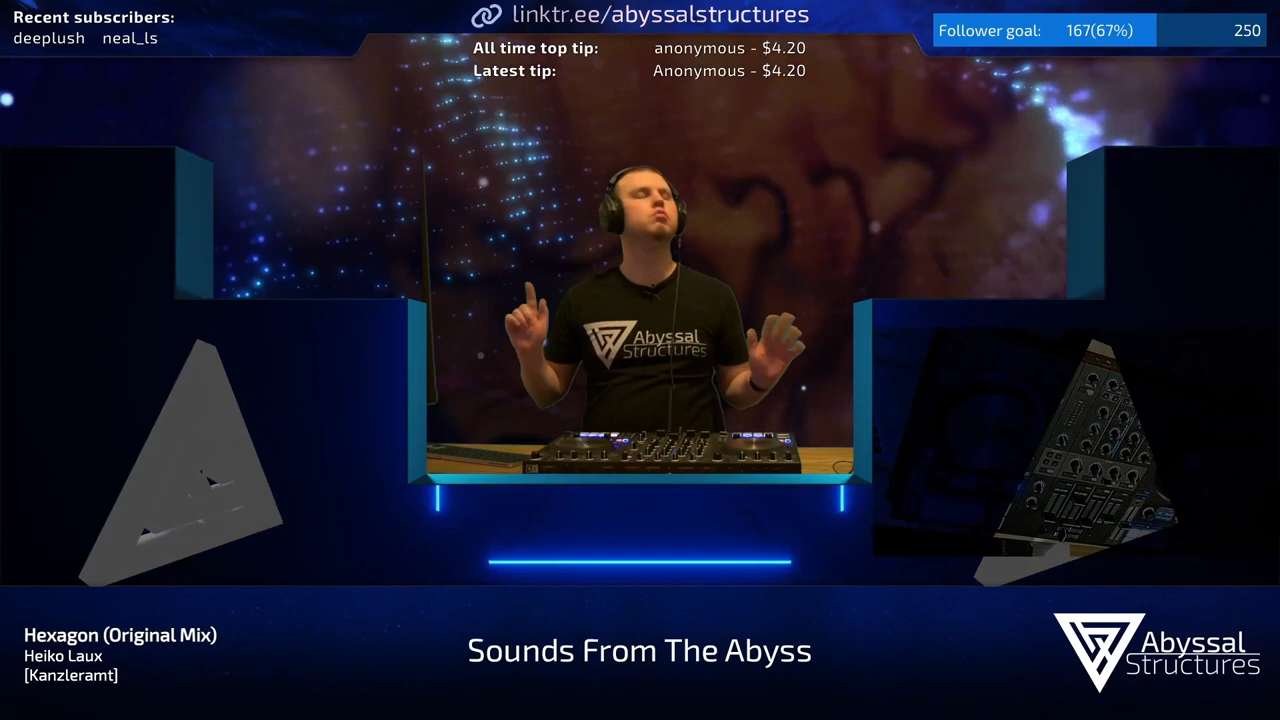 Recent subscribers:
deeplush neal_ls
linktr.ee/abyssalstructures
All time top tip: anonymous - $4.20
Latest tip: Anonymous - $4.20
Follower goal: 167(67%) 250
Abyssal
Structures
Hexagon (Original Mix)
Heiko Laux
[Kanzleramt]
Sounds From The Abyss
Abyssal
Structures